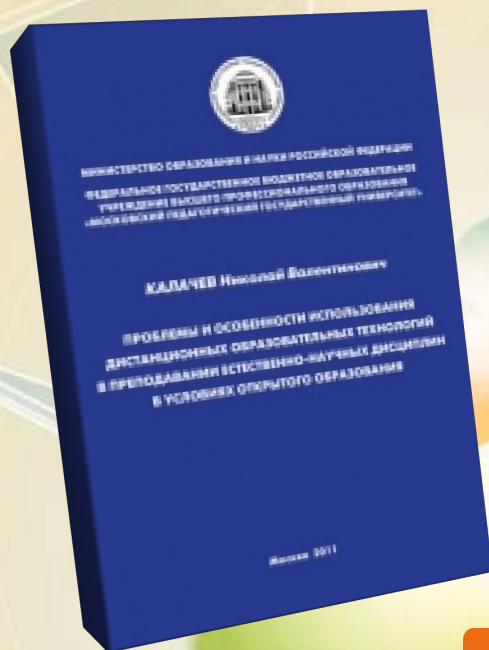 МИНИСТЕРСТВО ОБРАЗОВАНИЯ И НАУКИ РОССИЙСКОЙ ФЕДЕРАЦИИ
ФЕДЕРАЛЬНОЕ ГОСУДАРСТВЕННОЕ БЮДЖЕТНОЕ ОБРАЗОВАТЕЛЬНОЕ
УЧРЕЖДЕНИЕ ВЫСШЕГО ПРОФЕССИОНАЛЬНОГО ОБРАЗОВАНИЯ
«МОСКОВСКИЙ ПЕДАГОГИЧЕСКИЙ ГОСУДАРСТВЕННЫЙ УНИВЕРСИТЕТ»
КАЛАЧЕВ Николай Валентинович
ПРОБЛЕМЫ И ОСОБЕННОСТИ ИСПОЛЬЗОВАНИЯ
ДИСТАНЦИОННЫХ ОБРАЗОВАТЕЛЬНЫХ ТЕХНОЛОГИЙ
В ПРЕПОДАВАНИИ ЕСТЕСТВЕННО-НАУЧНЫХ ДИСЦИПЛИН
В УСЛОВИЯХ ОТКРЫТОГО ОБРАЗОВАНИЯ
Москва 2011